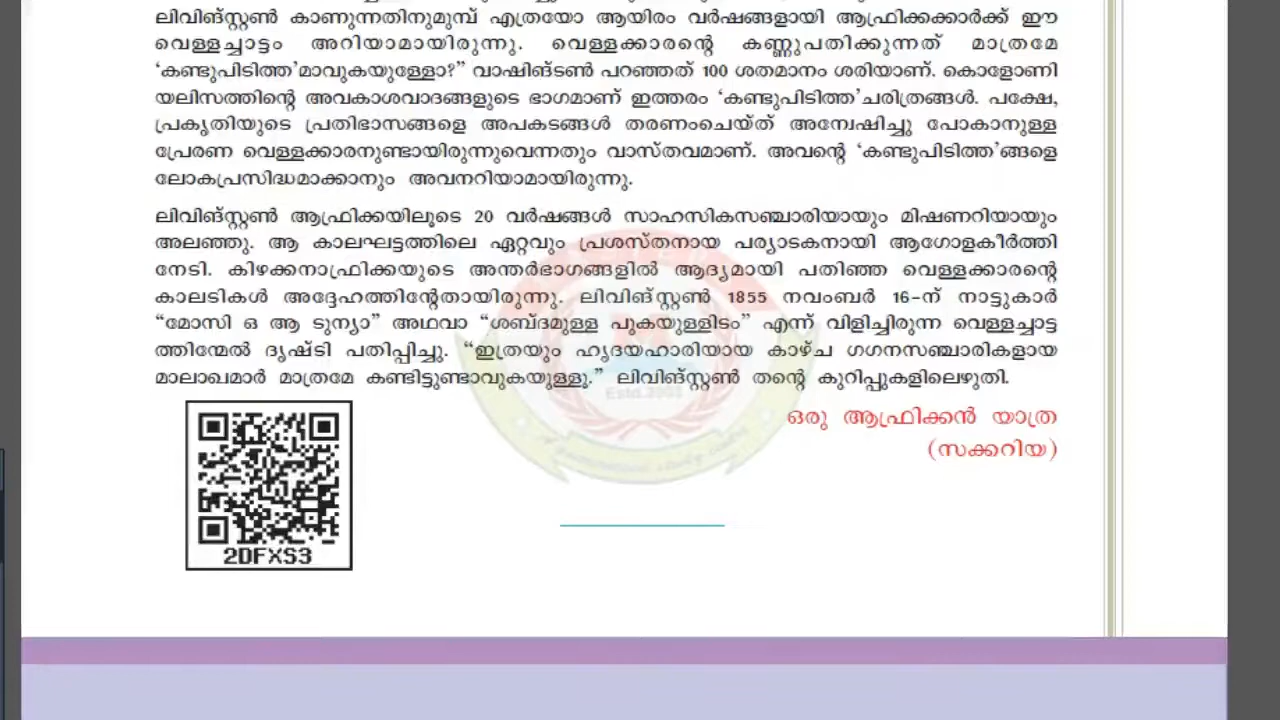 ലിവിങ്സ്റ്റൺ കാണുന്നതിനുമുമ്പ് എത്രയോ ആയിരം വർഷങ്ങളായി ആഫ്രിക്കക്കാർക്ക് ഈ
വെള്ളച്ചാട്ടം അറിയാമായിരുന്നു. വെള്ളക്കാരന്റെ കണ്ണുപതിക്കുന്നത് മാത്രമേ
‘കണ്ടുപിടിത്ത’മാവുകയുള്ളോ?” വാഷിങ്ടൺ പറഞ്ഞത് 100 ശതമാനം ശരിയാണ്. കൊളോണി
യലിസത്തിന്റെ അവകാശവാദങ്ങളുടെ ഭാഗമാണ് ഇത്തരം ‘കണ്ടുപിടിത്ത’ചരിത്രങ്ങൾ. പക്ഷേ,
പ്രകൃതിയുടെ പ്രതിഭാസങ്ങളെ അപകടങ്ങൾ തരണംചെയ്ത് അന്വേഷിച്ചു പോകാനുള്ള
പ്രേരണ വെള്ളക്കാരനുണ്ടായിരുന്നുവെന്നതും വാസ്തവമാണ്. അവന്റെ ‘കണ്ടുപിടിത്ത’ങ്ങളെ
ലോകപ്രസിദ്ധമാക്കാനും അവനറിയാമായിരുന്നു.
ലിവിങ്സ്റ്റൺ ആഫ്രിക്കയിലൂടെ 20 വർഷങ്ങൾ സാഹസികസഞ്ചാരിയായും മിഷണറിയായും
അലഞ്ഞു. ആ കാലഘട്ടത്തിലെ ഏറ്റവും പ്രശസ്തനായ പര്യാടകനായി ആഗോളകീർത്തി
നേടി. കിഴക്കനാഫ്രിക്കയുടെ അന്തർഭാഗങ്ങളിൽ ആദ്യമായി പതിഞ്ഞ വെള്ളക്കാരന്റെ
കാലടികൾ അദ്ദേഹത്തിന്റേതായിരുന്നു. ലിവിങ്സ്റ്റൺ 1855 നവംബർ 16-ന് നാട്ടുകാർ
“മോസി ഒ ആ ടുന്യാ” അഥവാ “ശബ്ദമുള്ള പുകയുള്ളിടം” എന്ന് വിളിച്ചിരുന്ന വെള്ളച്ചാട്ട
ത്തിന്മേൽ ദൃഷ്ടി പതിപ്പിച്ചു. “ഇത്രയും ഹൃദയഹാരിയായ കാഴ്ച ഗഗനസഞ്ചാരികളായ
മാലാഖമാർ മാത്രമേ കണ്ടിട്ടുണ്ടാവുകയുള്ളൂ.” ലിവിങ്സ്റ്റൺ തന്റെ കുറിപ്പുകളിലെഴുതി.
ഒരു ആഫ്രിക്കൻ യാത്ര
(സക്കറിയ)
2DFXS3